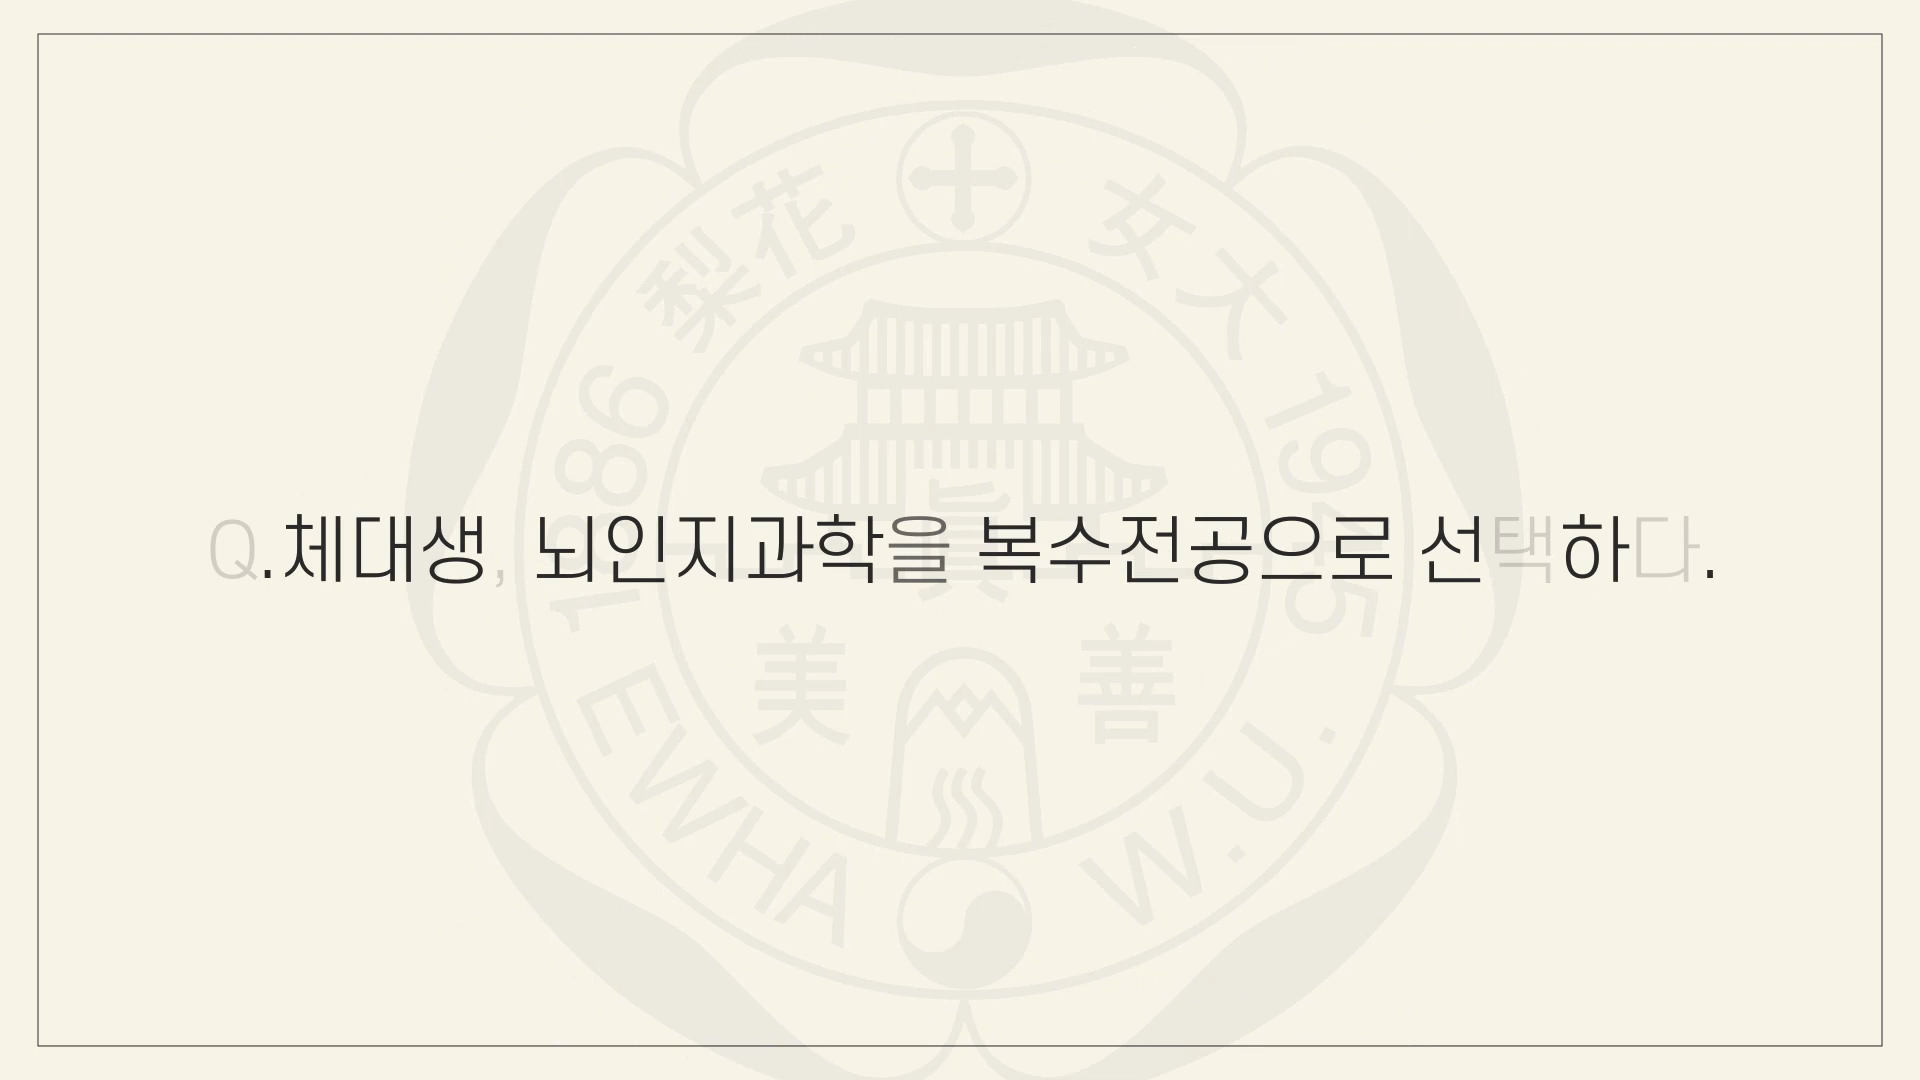 梨花 女大
1886 1945
眞
Q.체대생, 뇌인지과학을 복수전공으로 선택하다.
美 善
EWHA W.U.